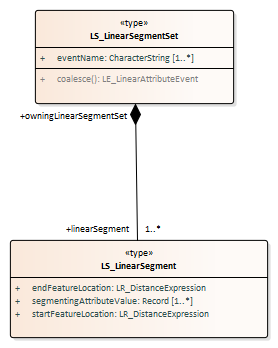 «type»
LS_LinearSegmentSet
+ eventName: CharacterString [1..*]
+ coalesce(): LE_LinearAttributeEvent
+owningLinearSegmentSet
+linearSegment 1..*
«type»
LS_LinearSegment
+ endFeatureLocation: LR_DistanceExpression
+ segmentingAttributeValue: Record [1..*]
+ startFeatureLocation: LR_DistanceExpression